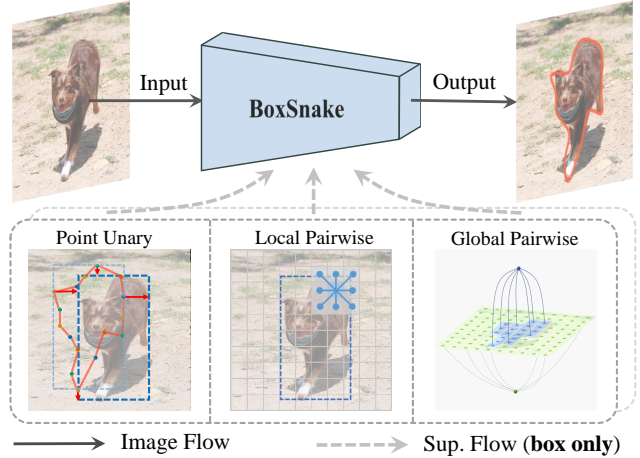 Input
BoxSnake
Output
Point Unary
Local Pairwise
Global Pairwise
Image Flow
Sup. Flow (box only)